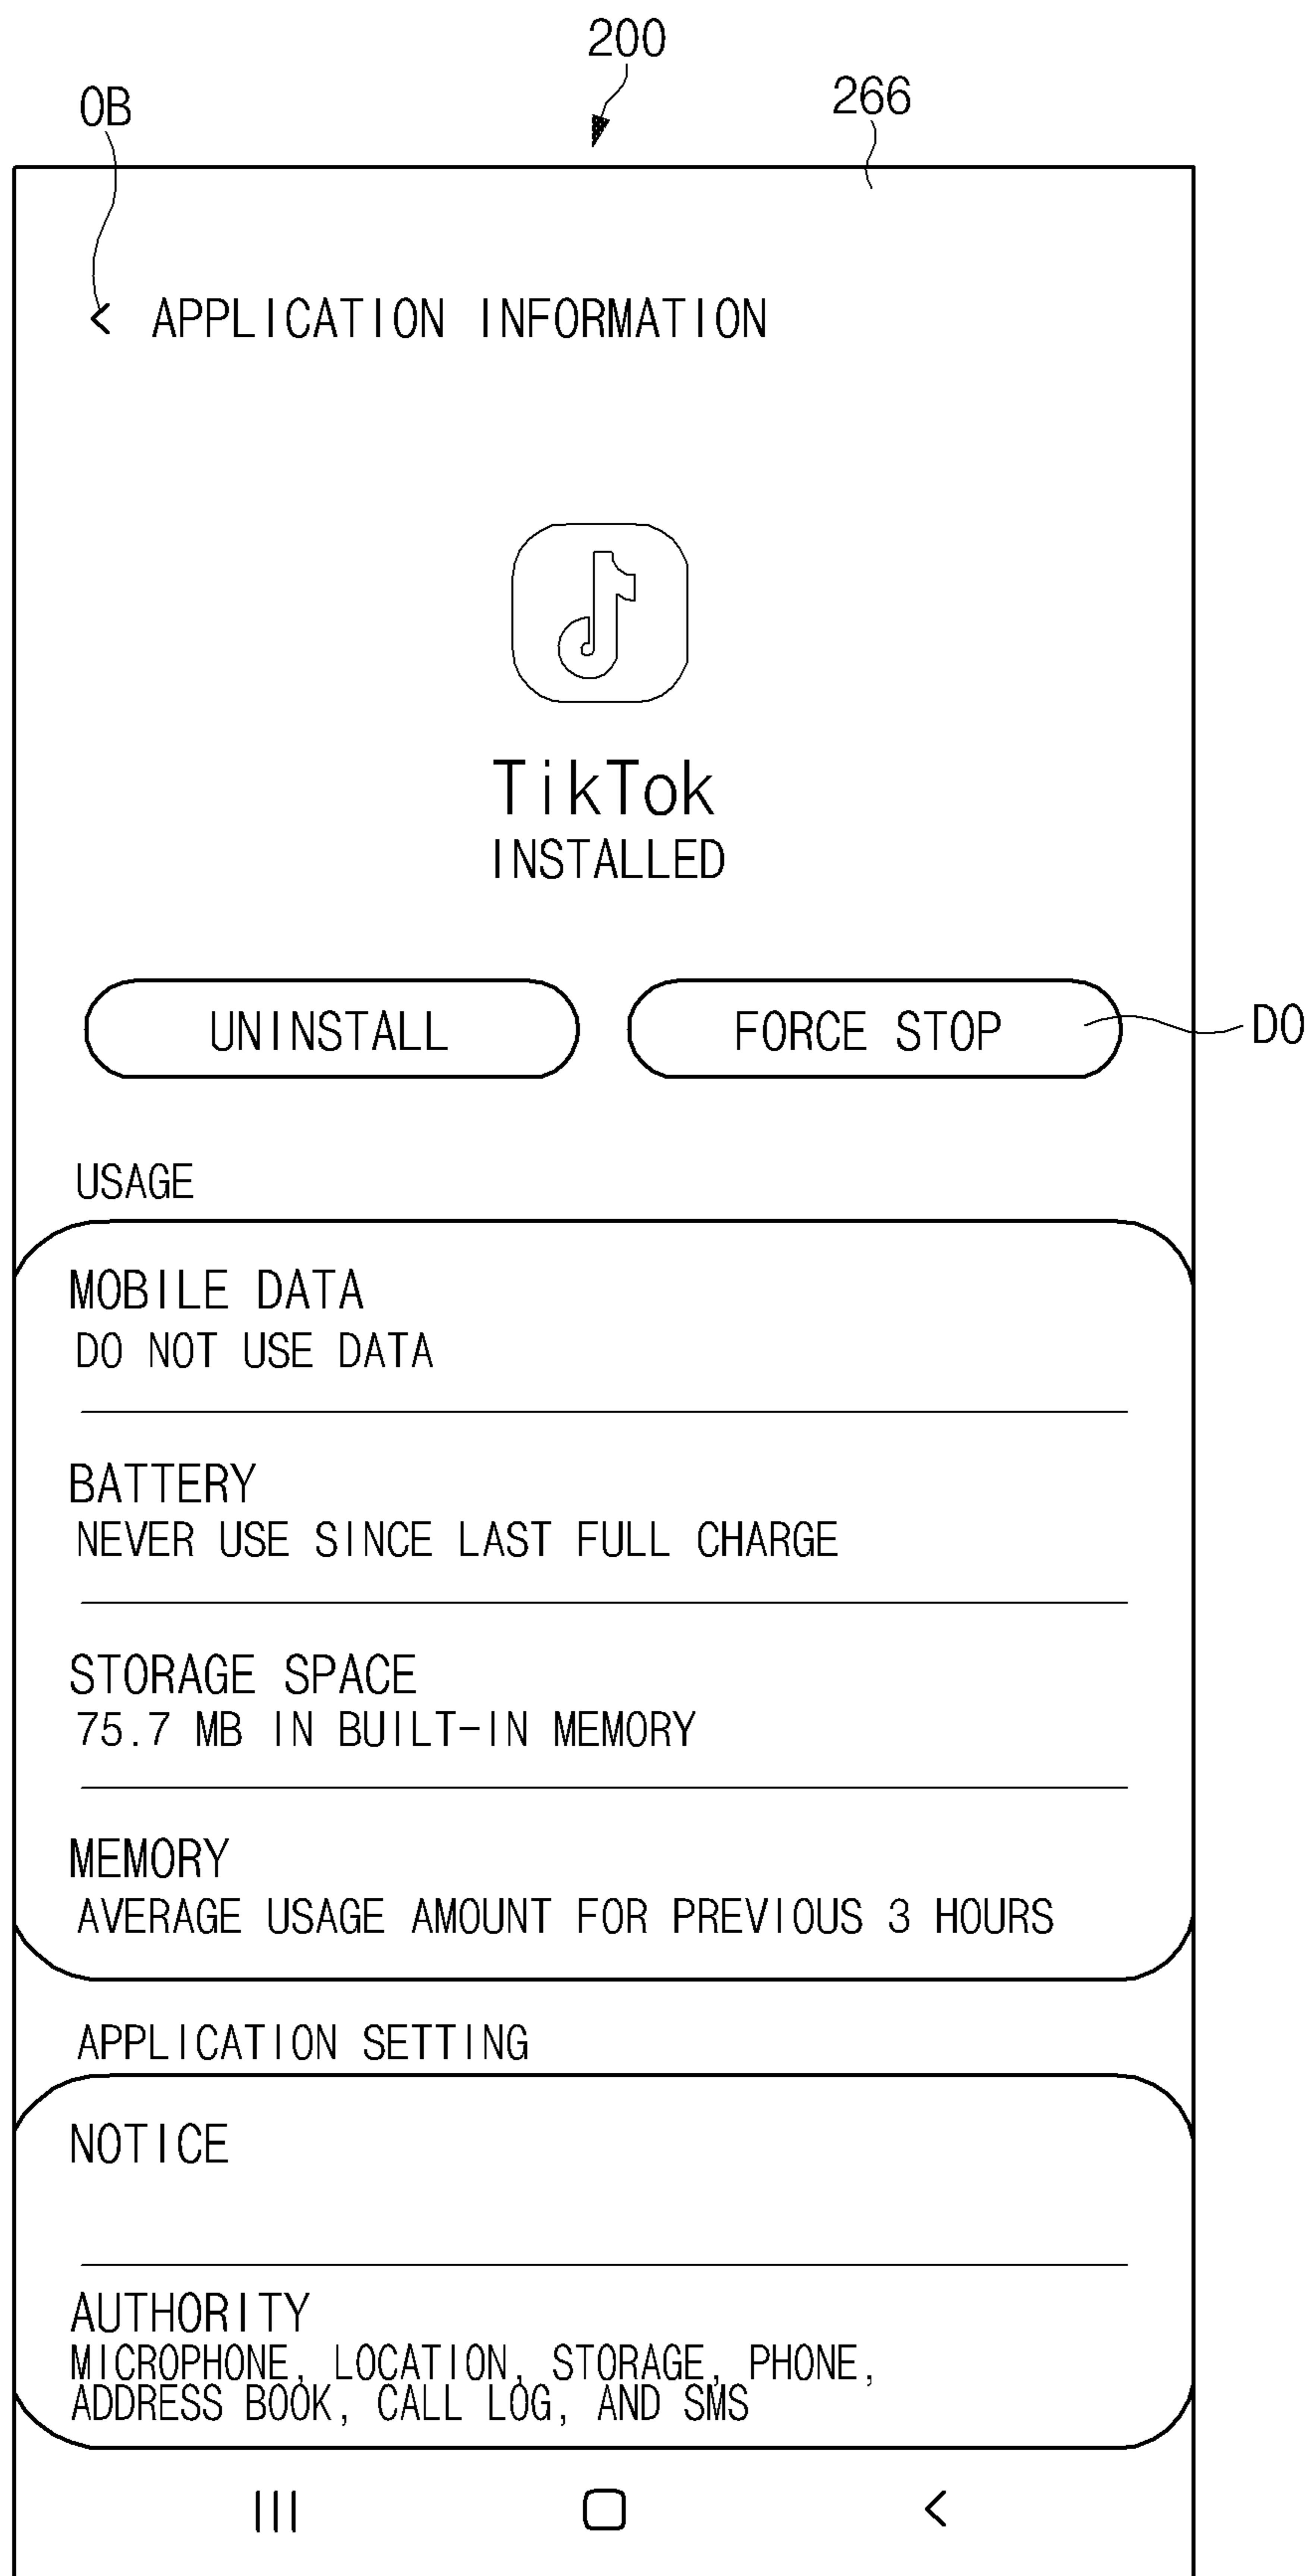 200
OB
266
< APPLICATION INFORMATION
TikTok
INSTALLED
UNINSTALL
FORCE STOP
DO
USAGE
MOBILE DATA
DO NOT USE DATA
BATTERY
NEVER USE SINCE LAST FULL CHARGE
STORAGE SPACE
75.7 MB IN BUILT-IN MEMORY
MEMORY
AVERAGE USAGE AMOUNT FOR PREVIOUS 3 HOURS
APPLICATION SETTING
NOTICE
AUTHORITY
MICROPHONE, LOCATION, STORAGE, PHONE,
ADDRESS BOOK, CALL LOG, AND SMS